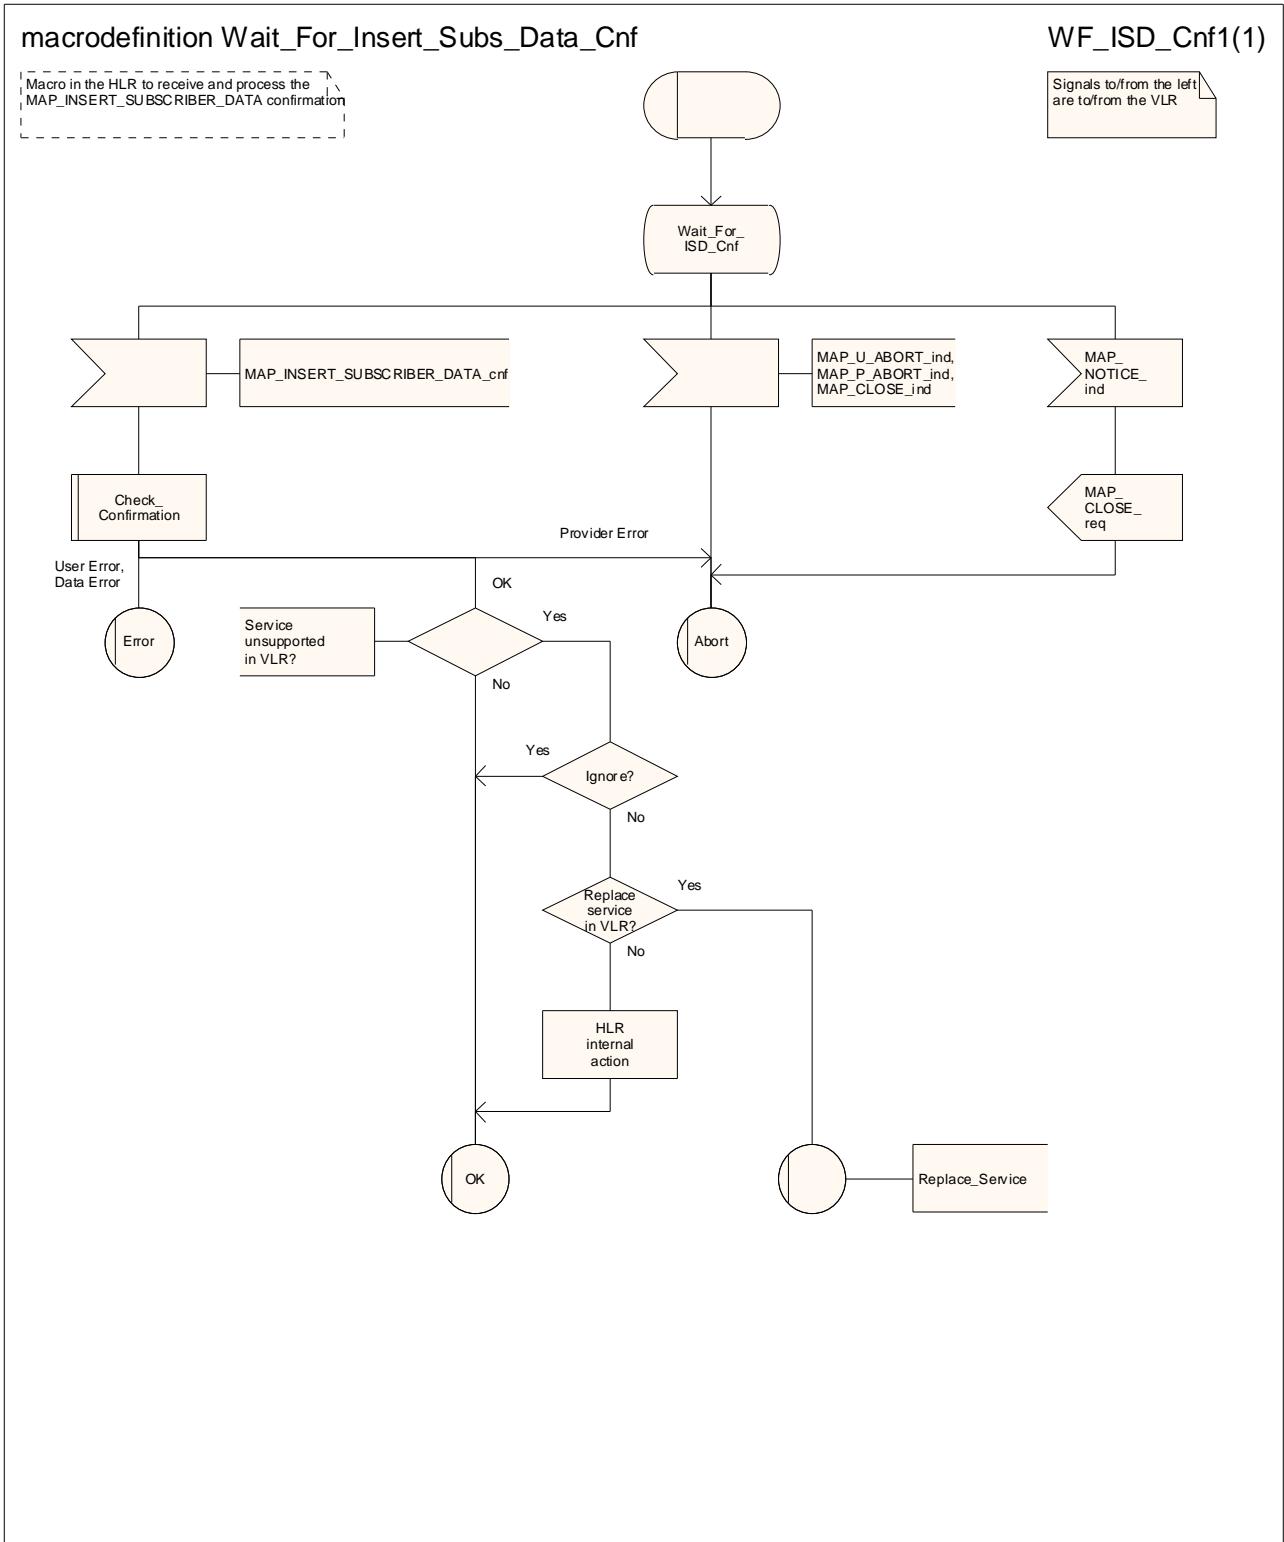 macrodefinition Wait_For_Insert_Subs_Data_Cnf
WF_ISD_Cnf1(1)
Macro in the HLR to receive and process the
MAP_INSERT_SUBSCRIBER_DATA confirmation
Signals to/from the left
are to/from the VLR
Wait_For_
ISD_Cnf
MAP_INSERT_SUBSCRIBER_DATA_cnf
MAP_U_ABORT_ind,
MAP_P_ABORT_ind,
MAP_CLOSE_ind
MAP_
NOTICE_
ind
Check_
Confirmation
MAP_
CLOSE_
req
Provider Error
User Error,
Data Error
OK
Error
Service
unsupported
in VLR?
Yes
Abort
No
Yes
Ignore?
No
Replace
service
in VLR?
Yes
No
HLR
internal
action
OK
Replace_Service